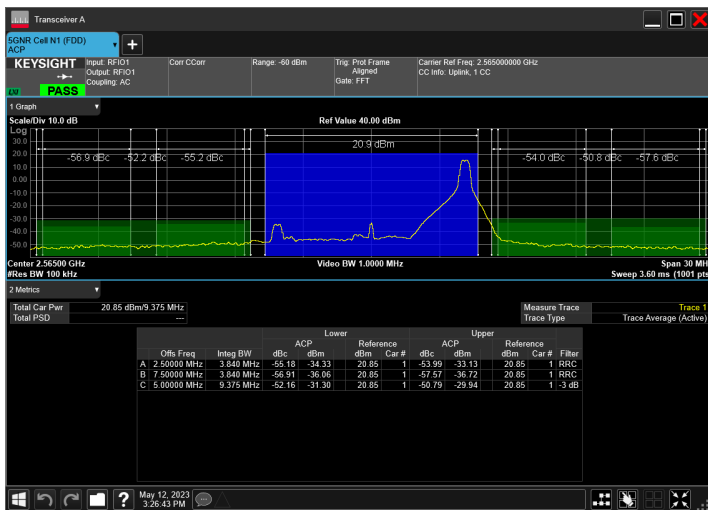 Transceiver A
5GNR Cell N1 (FDD)
ACP
KEYSIGHT
PASS
Input: RFIO1
Output: RFIO1
Coupling: AC
Corr CCorr
Range: -60 dBm
Trig: Prot Frame
Aligned
Gate: FFT
Carrier Ref Freq: 2.565000000 GHz
CC Info: Uplink, 1 CC
1 Graph
Scale/Div 10.0 dB
Ref Value 40.00 dBm
Log
30.0
20.0
10.0
0.00
-10.0
-20.0
-30.0
-40.0
-50.0
-56.9 dBc
-52.2 dBc
-55.2 dBc
20.9 dBm
-54.0 dBc
-50.8 dBc
-57.6 dBc
Center 2.56500 GHz
Video BW 1.0000 MHz
Span 30 MH
#Res BW 100 kHz
Sweep 3.60 ms (1001 pts
2 Metrics
Total Car Pwr 20.85 dBm/9.375 MHz
Total PSD ---
Measure Trace Trace 1
Trace Type Trace Average (Active)
Lower Upper
ACP Reference ACP Reference
Offs Freq Integ BW dBc dBm dBm Car # dBc dBm dBm Car # Filter
A 2.50000 MHz 3.840 MHz -55.18 -34.33 20.85 1 -53.99 -33.13 20.85 1 RRC
B 7.50000 MHz 3.840 MHz -56.91 -36.06 20.85 1 -57.57 -36.72 20.85 1 RRC
C 5.00000 MHz 9.375 MHz -52.16 -31.30 20.85 1 -50.79 -29.94 20.85 1 -3 dB
May 12, 2023
3:26:43 PM